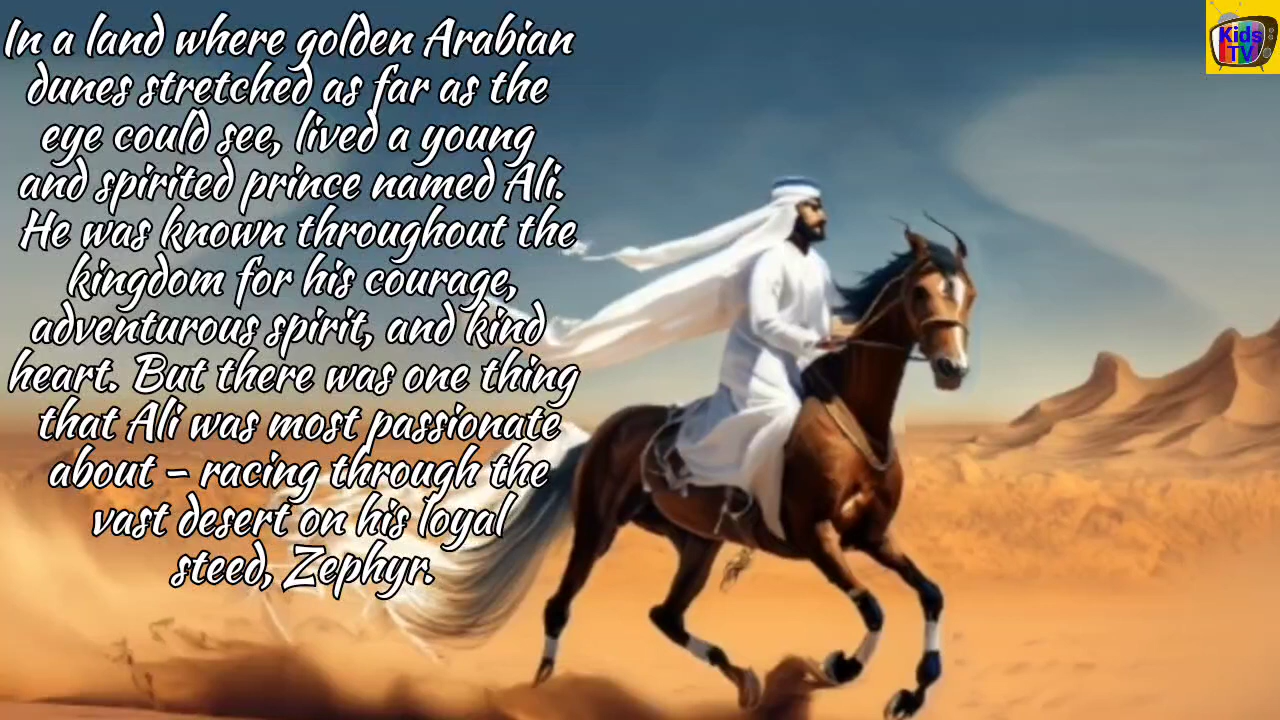 In a land where golden Arabian
dunes stretched as far as the
eye could see, lived a young
and spirited prince named Ali.
He was known throughout the
kingdom for his courage,
adventurous spirit, and kind
heart. But there was one thing
that Ali was most passionate
about – racing through the
vast desert on his loyal
steed, Zephyr.
Kids
TV